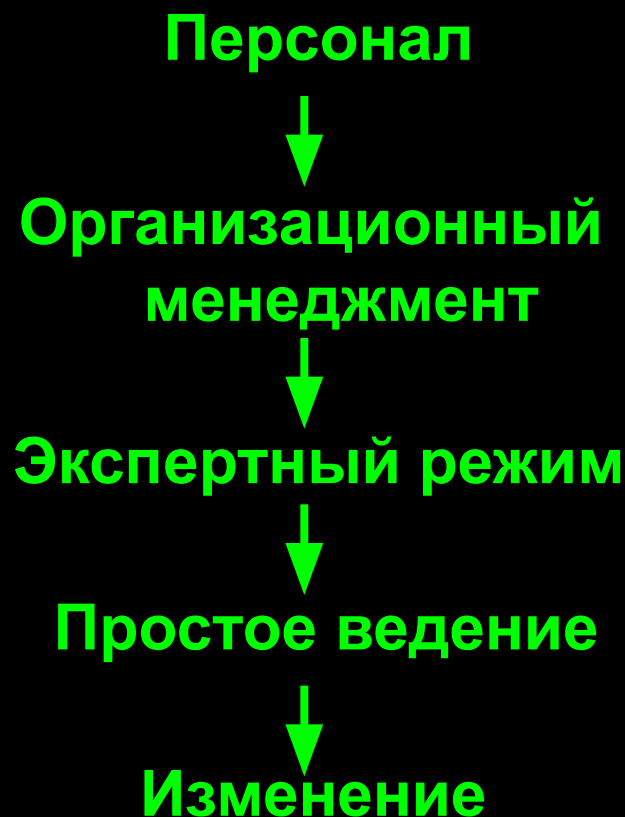 Персонал
Организационный
менеджмент
Экспертный режим
Простое ведение
Изменение